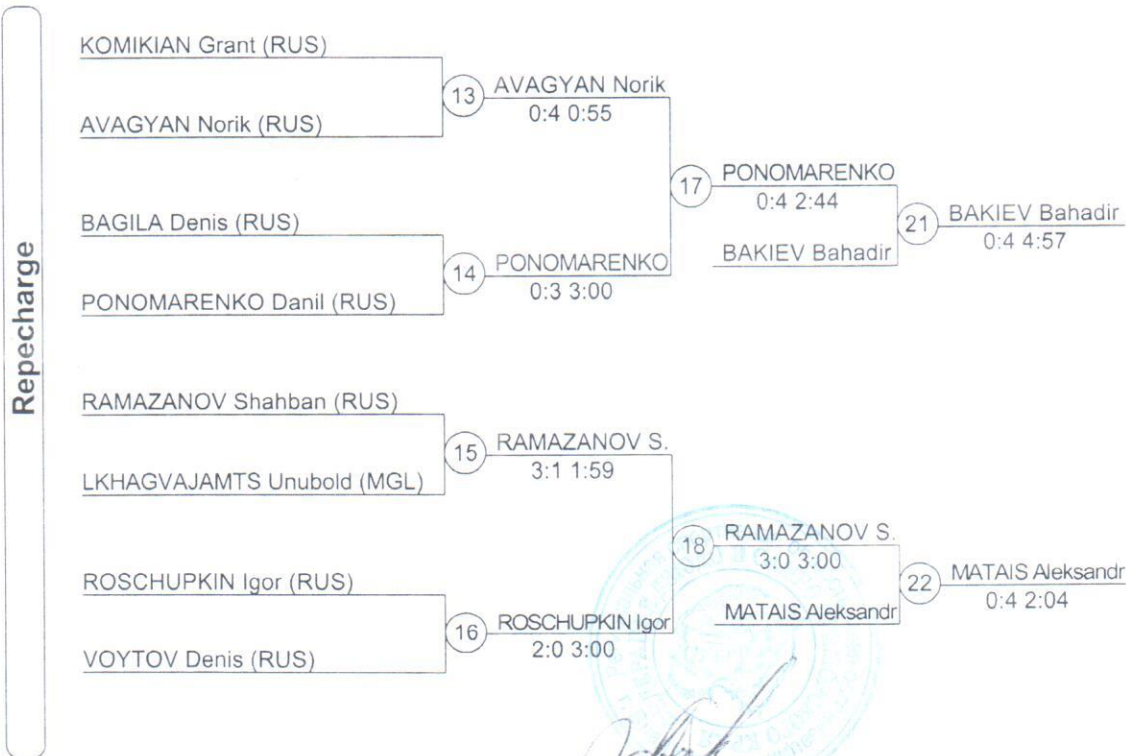 Repecharge
KOMIKIAN Grant (RUS)
AVAGYAN Norik (RUS)
13
AVAGYAN Norik
0:4 0:55
BAGILA Denis (RUS)
PONOMARENKO Danil (RUS)
14
PONOMARENKO
0:3 3:00
17
PONOMARENKO
0:4 2:44
BAKIEV Bahadir
21
BAKIEV Bahadir
0:4 4:57
RAMAZANOV Shahban (RUS)
LKHAGVAJAMTS Unubold (MGL)
15
RAMAZANOV S.
3:1 1:59
ROSCHUPKIN Igor (RUS)
VOYTOV Denis (RUS)
16
ROSCHUPKIN Igor
2:0 3:00
18
RAMAZANOV S.
3:0 3:00
MATAIS Aleksandr
22
MATAIS Aleksandr
0:4 2:04